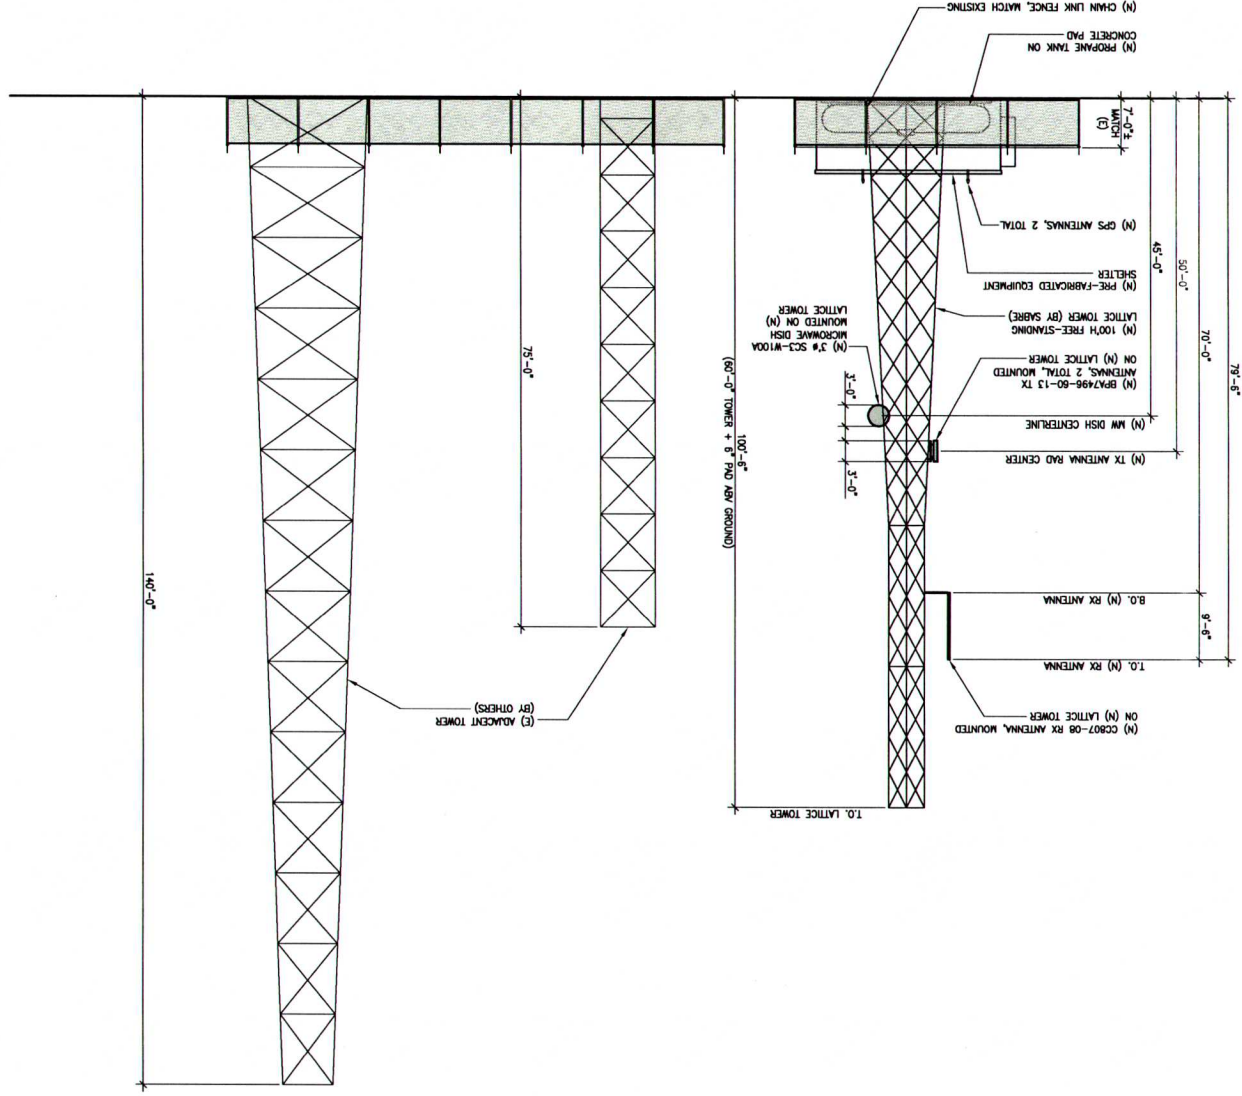 T.O. LATTICE TOWER
(N) CC807-08 RX ANTENNA, MOUNTED
ON (N) LATTICE TOWER
(E) ADJACENT TOWER
(BY OTHERS)
T.O. (N) RX ANTENNA
9'-6"
B.O. (N) RX ANTENNA
140'-0"
3'-0"
(N) TX ANTENNA RAD CENTER
(N) MW DISH CENTERLINE
100'-6"
(60'-0" TOWER + 6" PAD ABV GROUND)
3'-0"
79'-6"
70'-0"
(N) BPA7496-60-13 TX
ANTENNAS, 2 TOTAL, MOUNTED
ON (N) LATTICE TOWER
(N) 3'ø SC3-W100A
MICROWAVE DISH
MOUNTED ON (N)
LATTICE TOWER
75'-0"
(N) 100'H FREE-STANDING
LATTICE TOWER (BY SABRE)
(N) PRE-FABRICATED EQUIPMENT
SHELTER
50'-0"
45'-0"
(N) GPS ANTENNAS, 2 TOTAL
7'-0"±
MATCH
(E)
(N) PROPANE TANK ON
CONCRETE PAD
(N) CHAIN LINK FENCE, MATCH EXISTING